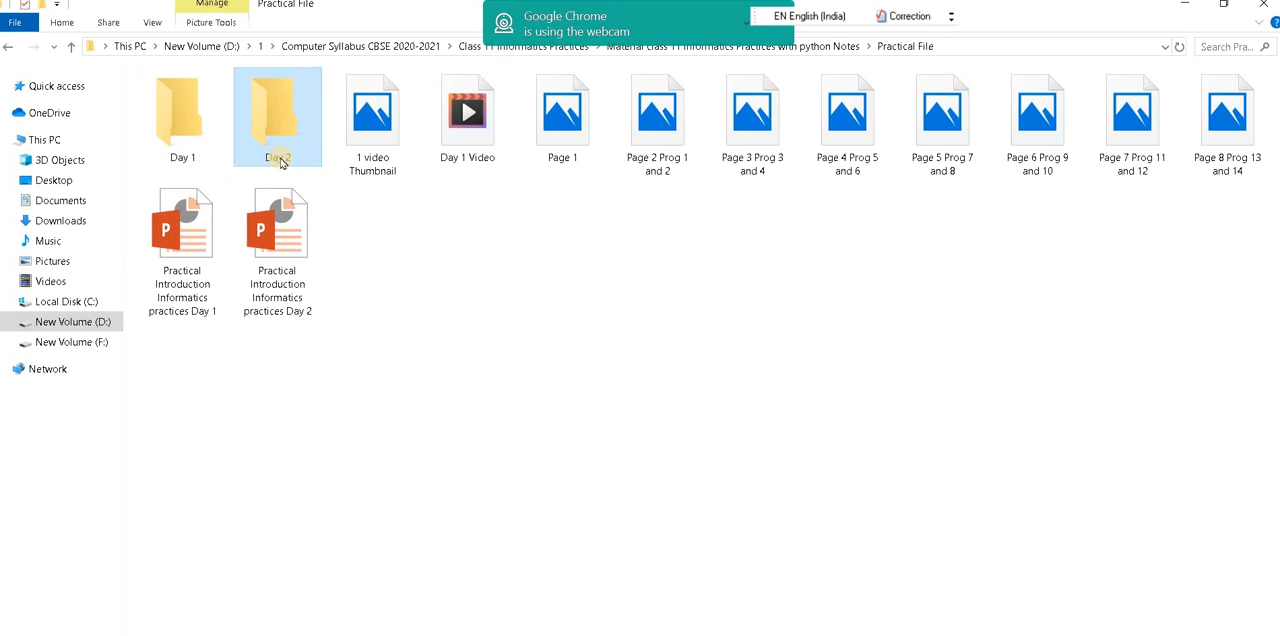 Manage
Practical File
File
Home
Share
View
Picture Tools
Google Chrome
is using the webcam
EN English (India)
Correction
This PC > New Volume (D:) > 1 > Computer Syllabus CBSE 2020-2021 > Class 11 Informatics Practices > Material class 11 Informatics Practices with python Notes > Practical File
Search Pra...
Quick access
OneDrive
This PC
3D Objects
Desktop
Documents
Downloads
Music
Pictures
Videos
Local Disk (C:)
New Volume (D:)
New Volume (F:)
Network
Day 1
Day 2
1 video
Thumbnail
Day 1 Video
Page 1
Page 2 Prog 1
and 2
Page 3 Prog 3
and 4
Page 4 Prog 5
and 6
Page 5 Prog 7
and 8
Page 6 Prog 9
and 10
Page 7 Prog 11
and 12
Page 8 Prog 13
and 14
P
Practical
Introduction
Informatics
practices Day 1
P
Practical
Introduction
Informatics
practices Day 2